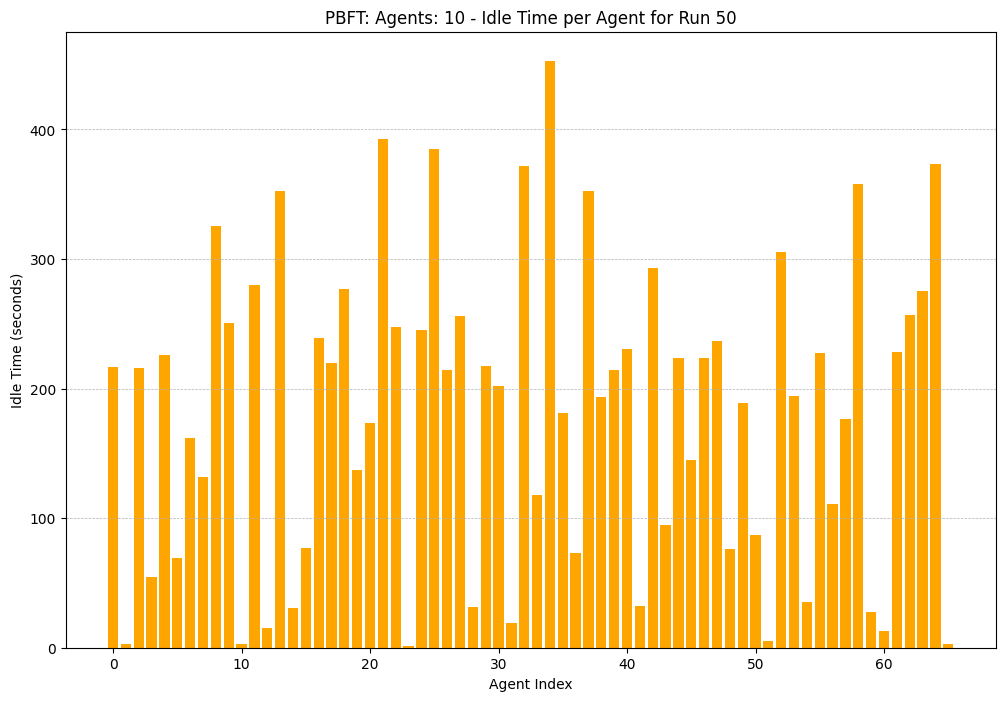 PBFT: Agents: 10 - Idle Time per Agent for Run 50
Idle Time (seconds)
400
300
200
100
0
0 10 20 30 40 50 60
Agent Index